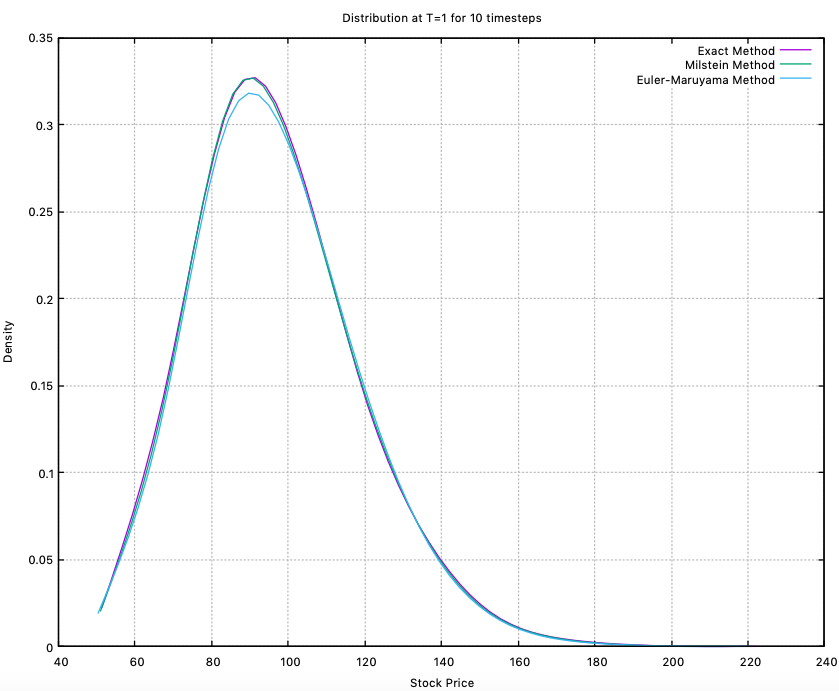 Distribution at T=1 for 10 timesteps
Exact Method
Milstein Method
Euler-Maruyama Method
0.35
0.3
0.25
0.2
0.15
0.1
0.05
0
Density
40 60 80 100 120 140 160 180 200 220 240
Stock Price